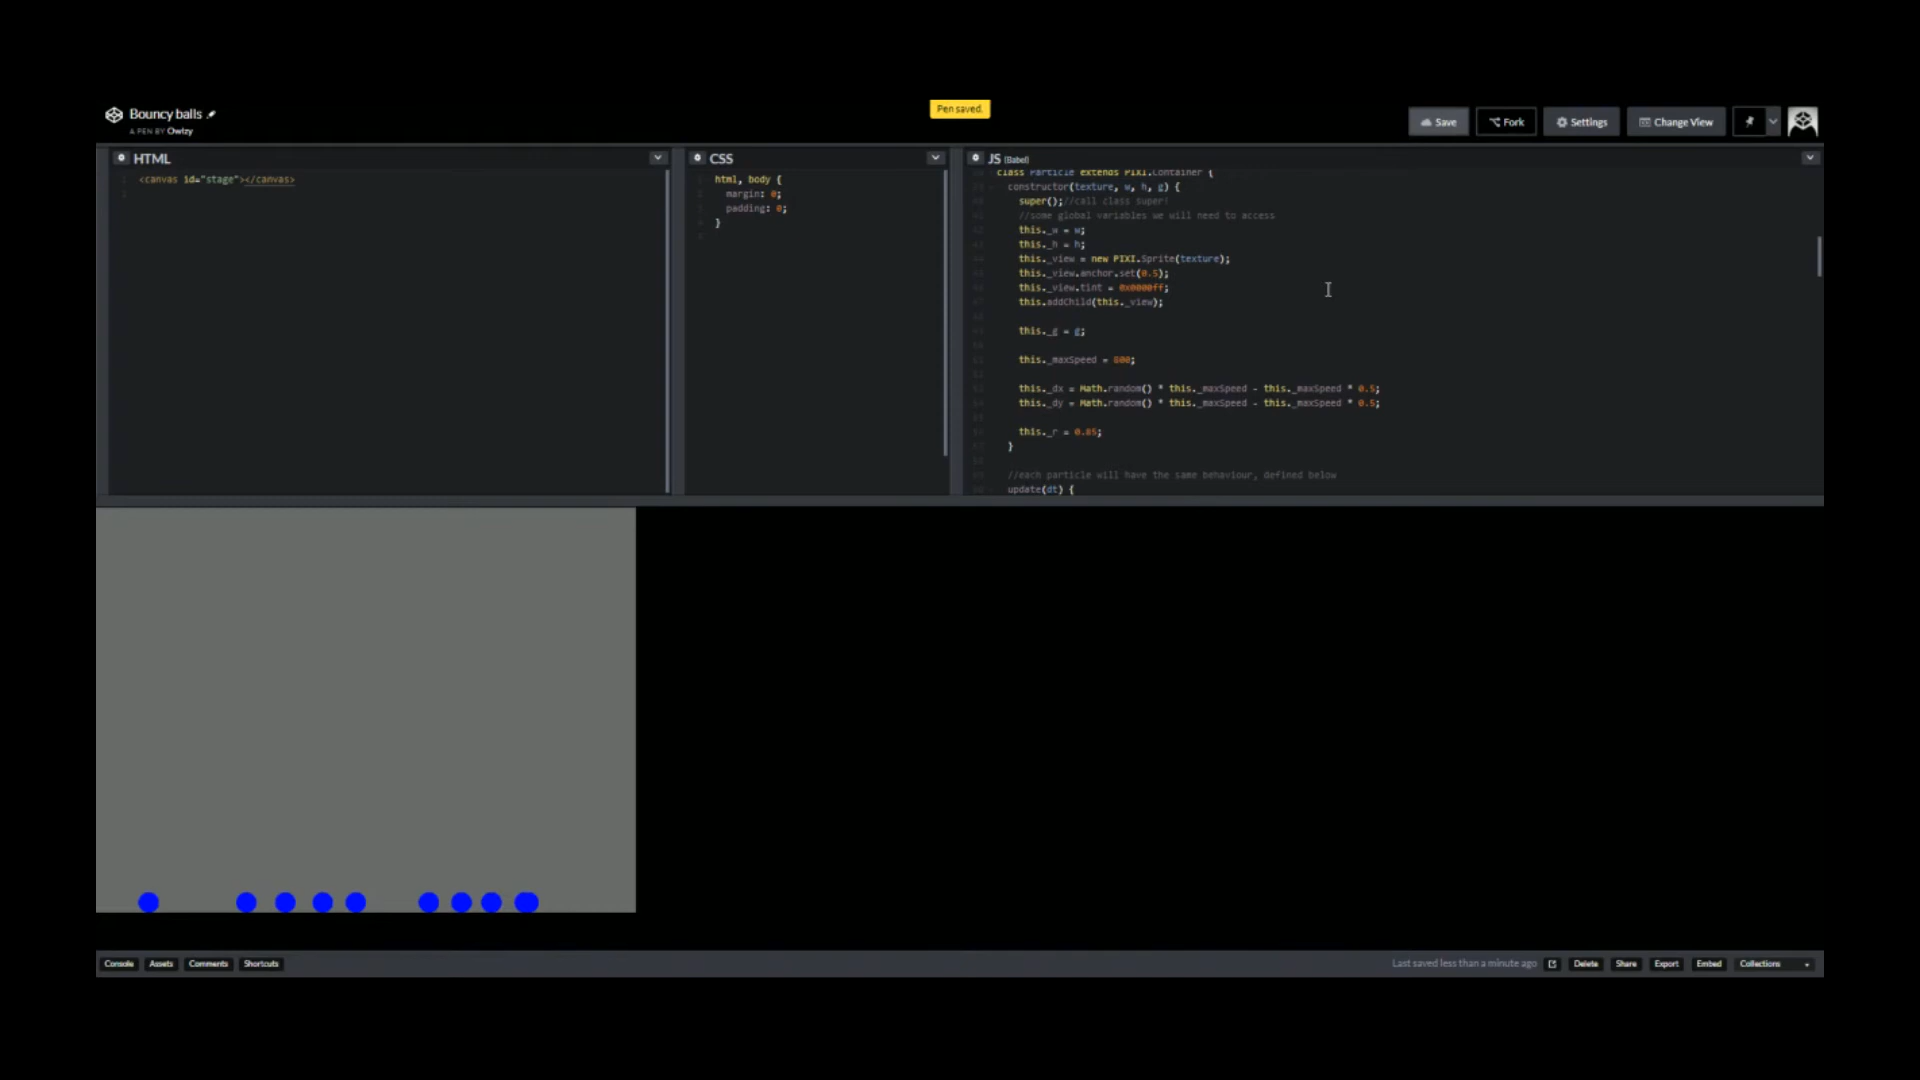 Bouncy balls
A PEN BY Owlzy
Pen saved.
Save
Fork
Settings
Change View
HTML
<canvas id="stage"></canvas>
CSS
html, body {
margin: 0;
padding: 0;
}
JS (Babel)
class Particle extends PIXI.Container {
constructor(texture, w, h, g) {
super();//call class super!
//some global variables we will need to access
this._w = w;
this._h = h;
this._view = new PIXI.Sprite(texture);
this._view.anchor.set(0.5);
this._view.tint = 0x0000ff;
this.addChild(this._view);
this._g = g;
this._maxSpeed = 800;
this._dx = Math.random() * this._maxSpeed - this._maxSpeed * 0.5;
this._dy = Math.random() * this._maxSpeed - this._maxSpeed * 0.5;
this._r = 0.85;
}
//each particle will have the same behaviour, defined below
update(dt) {
Console
Assets
Comments
Shortcuts
Last saved less than a minute ago
Delete
Share
Export
Embed
Collections